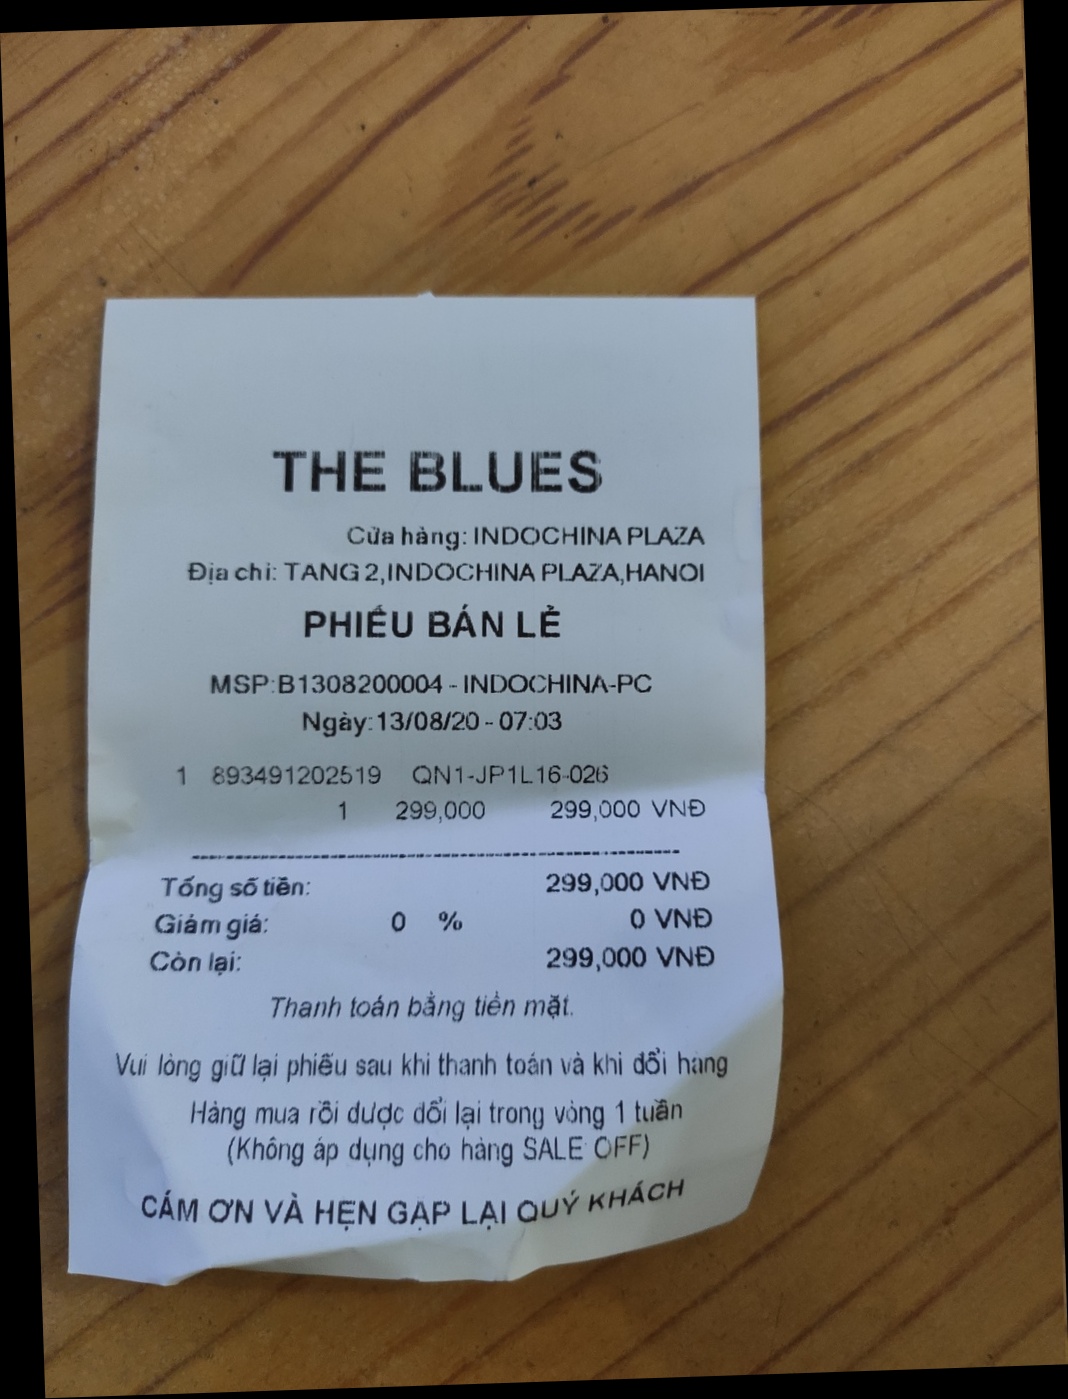 THE BLUES
Cửa hàng: INDOCHINA PLAZA
Địa chỉ: TANG 2,INDOCHINA PLAZA,HANOI
PHIẾU BÁN LẺ
MSP:B1308200004 - INDOCHINA-PC
Ngày:13/08/20 - 07:03
1 893491202519 QN1-JP1L16-026
1 299,000 299,000 VNĐ
Tổng số tiền: 299,000 VNĐ
Giảm giá: 0 % 0 VNĐ
Còn lại: 299,000 VNĐ
Thanh toán bằng tiền mặt.
Vui lòng giữ lại phiếu sau khi thanh toán và khi đổi hàng
Hàng mua rồi được đổi lại trong vòng 1 tuần
(Không áp dụng cho hàng SALE OFF)
CÁM ƠN VÀ HẸN GẶP LẠI QUÝ KHÁCH